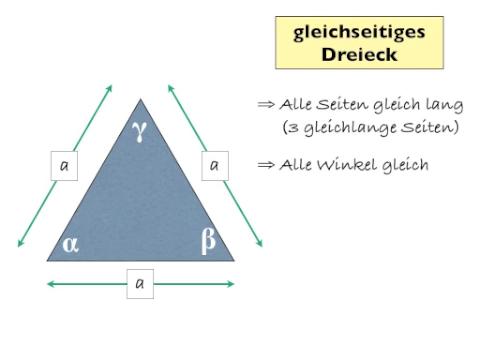 gleichseitiges
Dreieck
⇒ Alle Seiten gleich lang
(3 gleichlange Seiten)
⇒ Alle Winkel gleich
γ
a
a
α
β
a